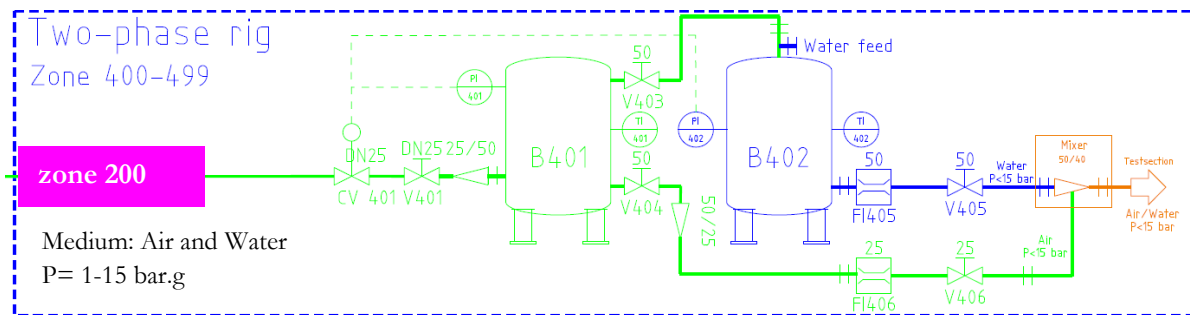 Two-phase rig
Zone 400-499
zone 200
Medium: Air and Water
P= 1-15 bar.g
DN25
CV 401
DN25
V401
25/50
PI
401
B401
TI
401
50
V403
50
V404
50/25
Water feed
PI
402
B402
TI
402
50
FI405
50
V405
Water
P<15 bar
25
FI406
25
V406
Air
P<15 bar
Mixer
50/40
Testsection
Air/Water
P<15 bar